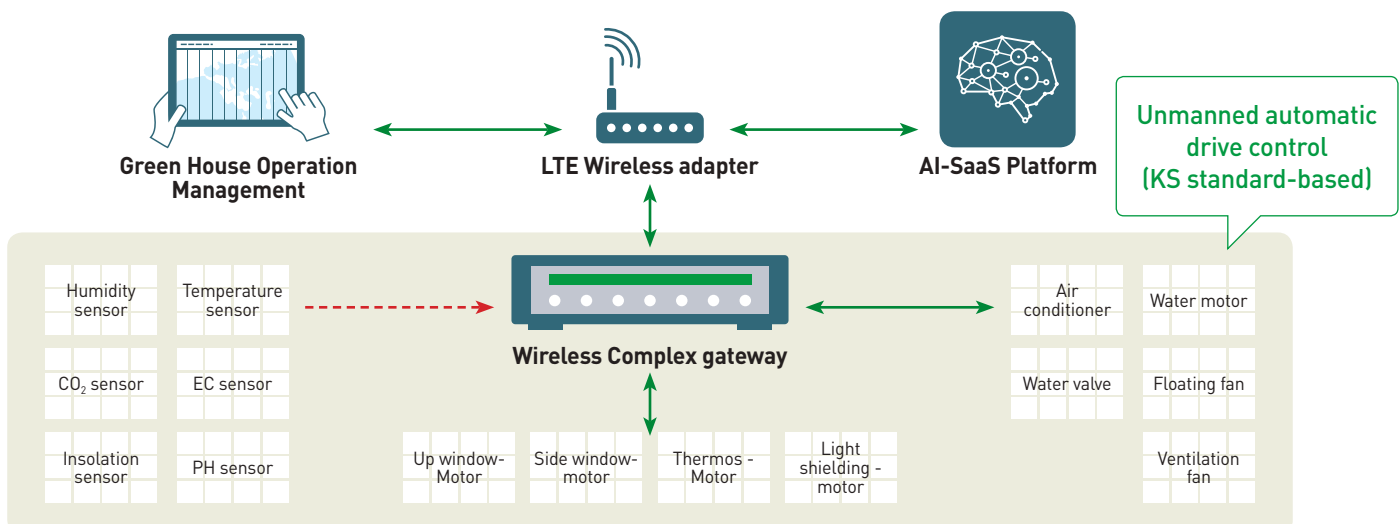 Green House Operation
Management
LTE Wireless adapter
AI-SaaS Platform
Unmanned automatic
drive control
(KS standard-based)
Humidity
sensor
Temperature
sensor
CO₂ sensor
EC sensor
Insolation
sensor
PH sensor
Wireless Complex gateway
Up window-
Motor
Side window-
motor
Thermos -
Motor
Light
shielding -
motor
Air
conditioner
Water motor
Water valve
Floating fan
Ventilation
fan